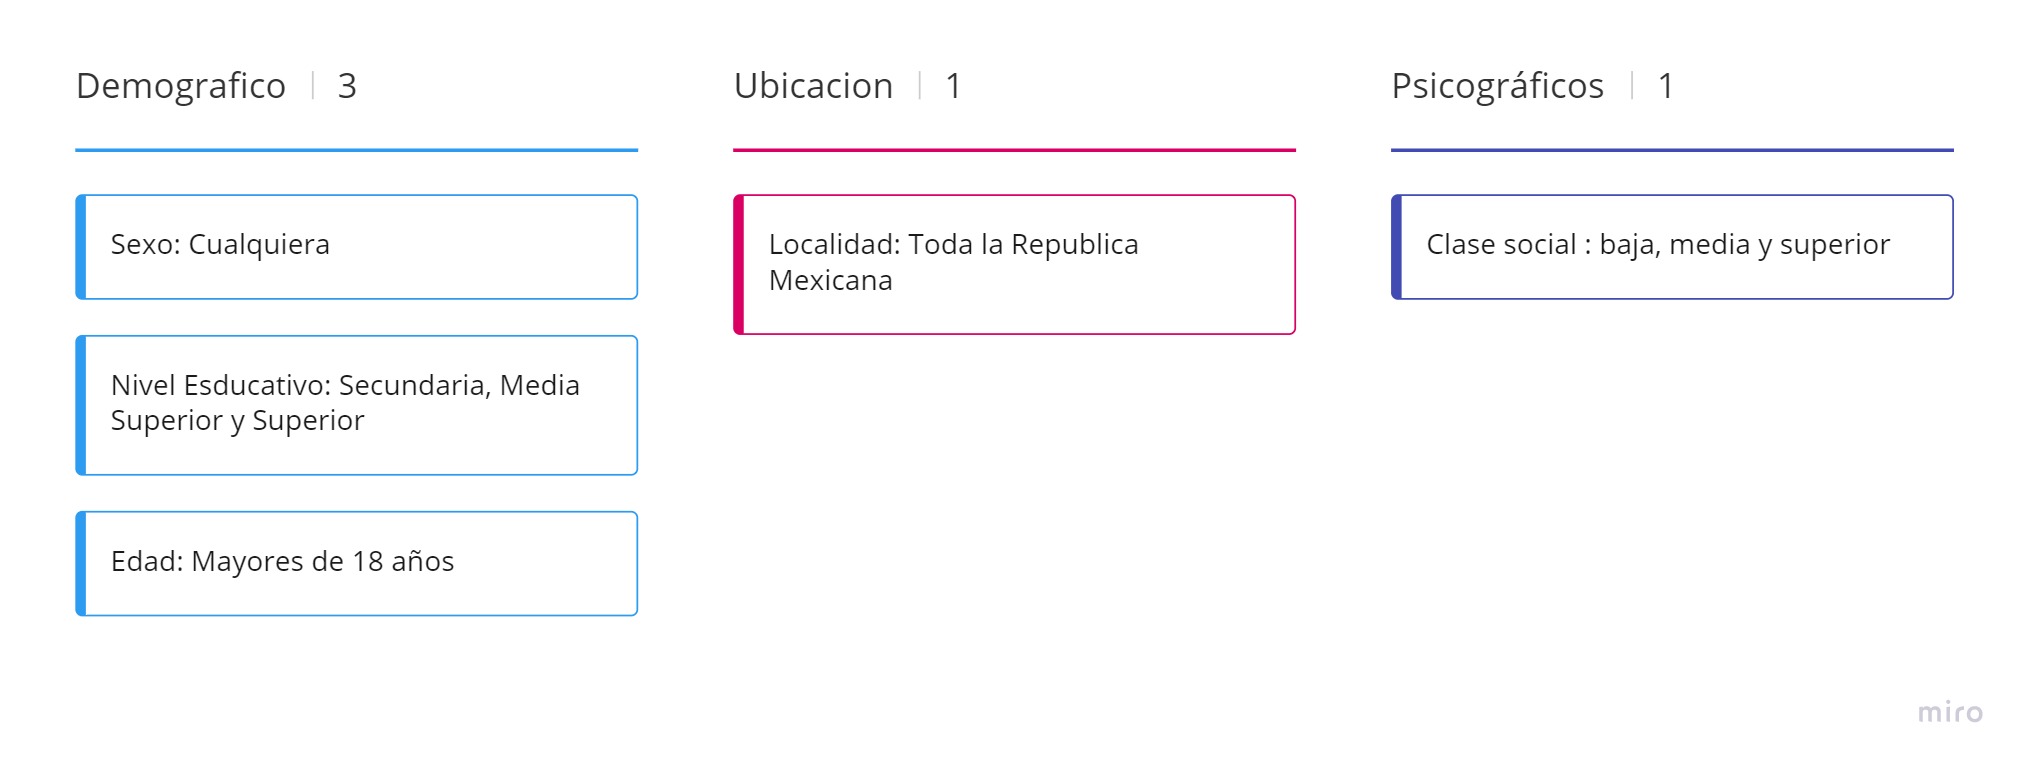 Demografico | 3
Sexo: Cualquiera
Nivel Esducativo: Secundaria, Media
Superior y Superior
Edad: Mayores de 18 años
Ubicacion | 1
Localidad: Toda la Republica
Mexicana
Psicográficos | 1
Clase social : baja, media y superior
miro